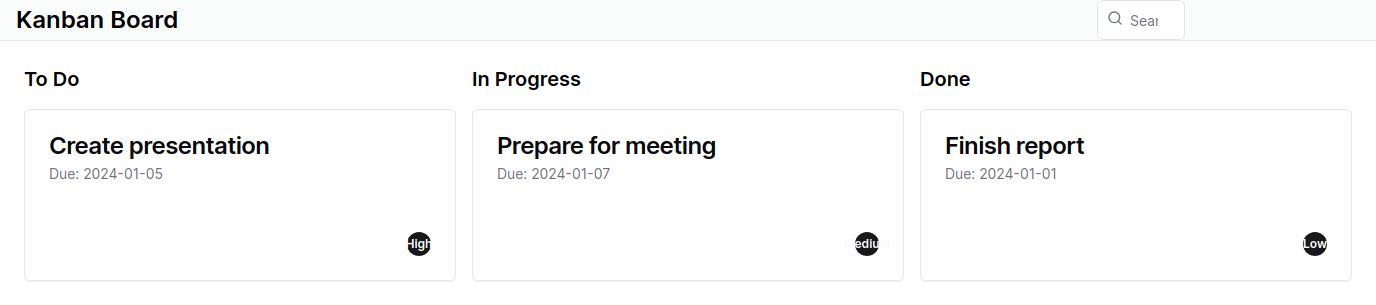 Kanban Board
Sear
To Do
In Progress
Done
Create presentation
Due: 2024-01-05
High
Prepare for meeting
Due: 2024-01-07
Medium
Finish report
Due: 2024-01-01
Low